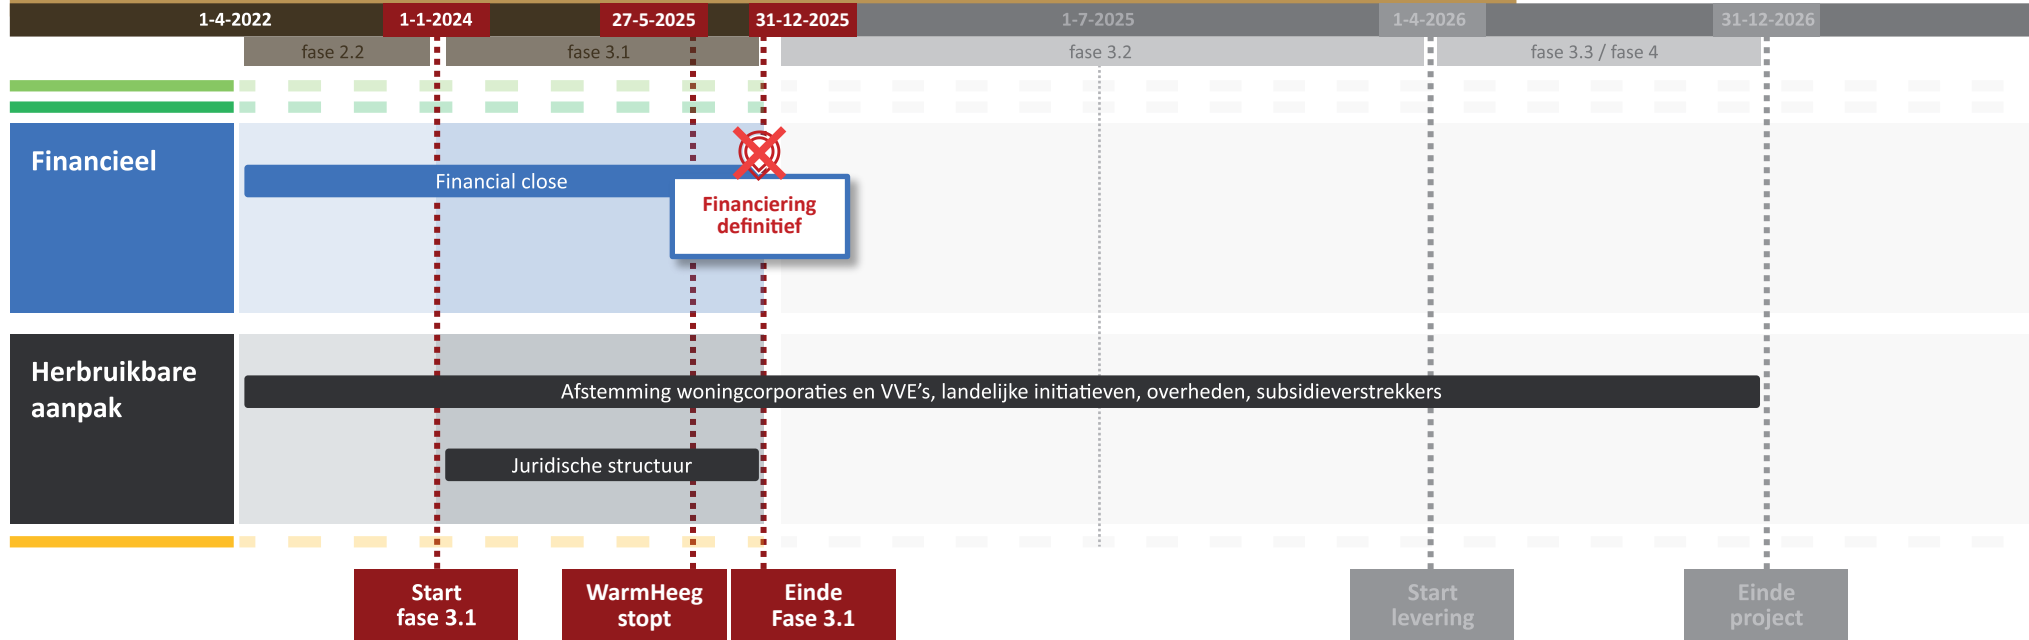 1-4-2022
1-1-2024
27-5-2025
31-12-2025
1-7-2025
1-4-2026
31-12-2026
fase 2.2
fase 3.1
fase 3.2
fase 3.3 / fase 4
Financieel
Financial close
Financiering
definitief
Herbruikbare
aanpak
Afstemming woningcorporaties en VVE's, landelijke initiatieven, overheden, subsidieverstrekkers
Juridische structuur
Start
fase 3.1
WarmHeeg
stopt
Einde
Fase 3.1
Start
levering
Einde
project